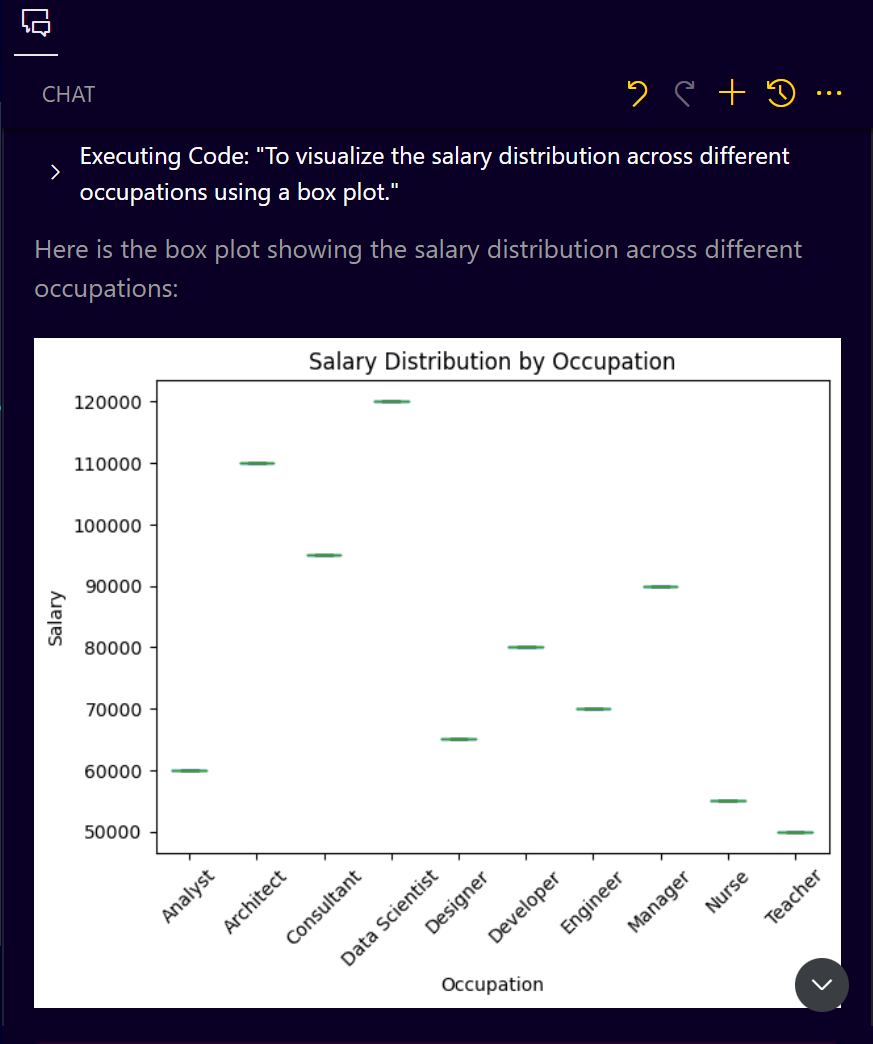 CHAT
Executing Code: "To visualize the salary distribution across different
occupations using a box plot."
Here is the box plot showing the salary distribution across different
occupations:
Salary Distribution by Occupation
120000
110000
100000
90000
80000
70000
60000
50000
Salary
Analyst
Architect
Consultant
Data Scientist
Designer
Developer
Engineer
Manager
Nurse
Teacher
Occupation